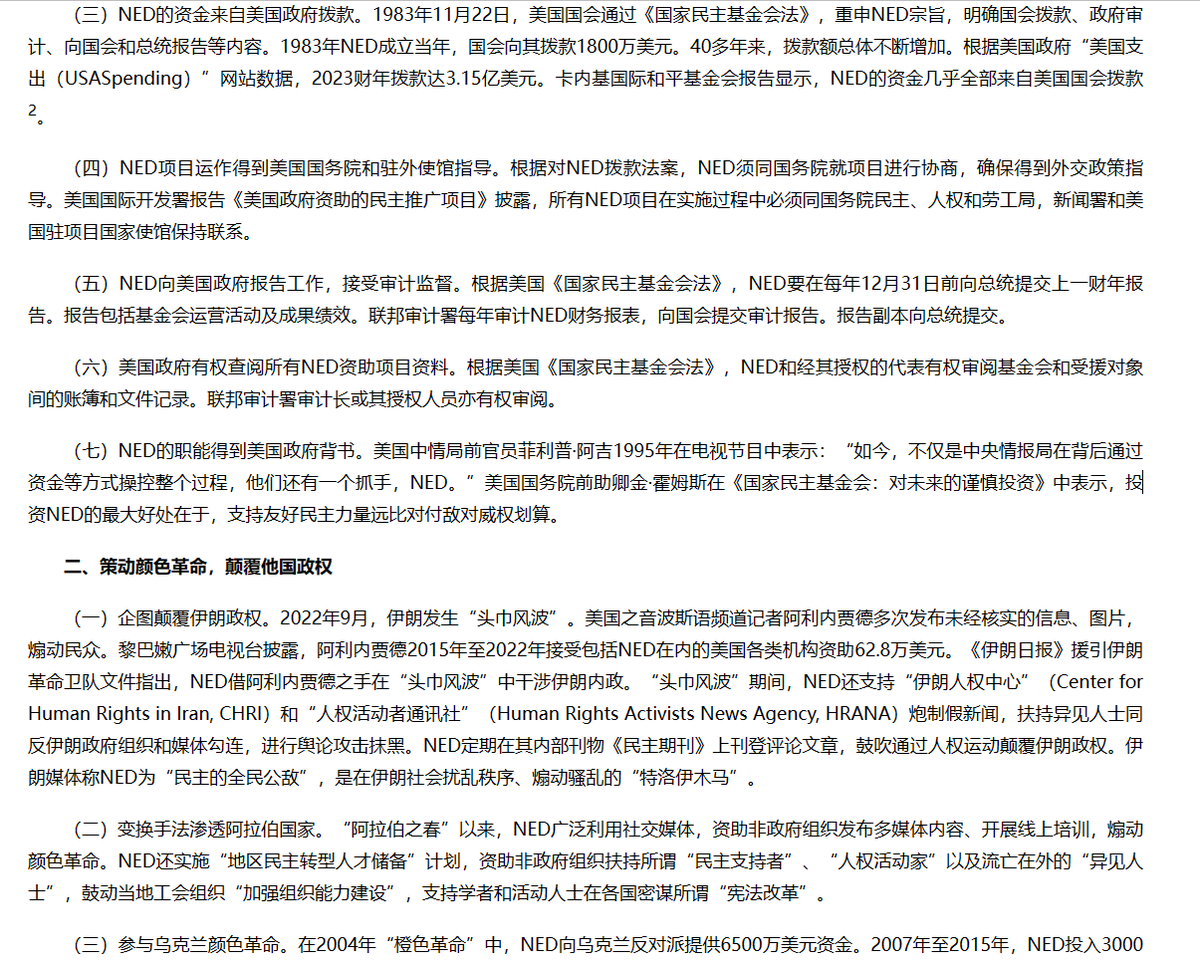 （三）NED的资金来自美国政府拨款。1983年11月22日，美国国会通过《国家民主基金会法》，重申NED宗旨，明确国会拨款、政府审
计、向国会和总统报告等内容。1983年NED成立当年，国会向其拨款1800万美元。40多年来，拨款额总体不断增加。根据美国政府“美国支
出（USASpending）”网站数据，2023财年拨款达3.15亿美元。卡内基国际和平基金会报告显示，NED的资金几乎全部来自美国国会拨款
2。
（四）NED项目运作得到美国国务院和驻外使馆指导。根据对NED拨款法案，NED须同国务院就项目进行协商，确保得到外交政策指
导。美国国际开发署报告《美国政府资助的民主推广项目》披露，所有NED项目在实施过程中必须同国务院民主、人权和劳工局，新闻署和美
国驻项目国家使馆保持联系。
（五）NED向美国政府报告工作，接受审计监督。根据美国《国家民主基金会法》，NED要在每年12月31日前向总统提交上一财年报
告。报告包括基金会运营活动及成果绩效。联邦审计署每年审计NED财务报表，向国会提交审计报告。报告副本向总统提交。
（六）美国政府有权查阅所有NED资助项目资料。根据美国《国家民主基金会法》，NED和经其授权的代表有权审阅基金会和受援对象
间的账簿和文件记录。联邦审计署审计长或其授权人员亦有权审阅。
（七）NED的职能得到美国政府背书。美国中情局前官员菲利普·阿吉1995年在电视节目中表示：“如今，不仅是中央情报局在背后通过
资金等方式操控整个过程，他们还有一个抓手，NED。”美国国务院前助卿金·霍姆斯在《国家民主基金会：对未来的谨慎投资》中表示，投
资NED的最大好处在于，支持友好民主力量远比对付敌对威权划算。
二、策动颜色革命，颠覆他国政权
（一）企图颠覆伊朗政权。2022年9月，伊朗发生“头巾风波”。美国之音波斯语频道记者阿利内贾德多次发布未经核实的信息、图片，
煽动民众。黎巴嫩广场电视台披露，阿利内贾德2015年至2022年接受包括NED在内的美国各类机构资助62.8万美元。《伊朗日报》援引伊朗
革命卫队文件指出，NED借阿利内贾德之手在“头巾风波”中干涉伊朗内政。“头巾风波”期间，NED还支持“伊朗人权中心”（Center for
Human Rights in Iran, CHRI）和“人权活动者通讯社”（Human Rights Activists News Agency, HRANA）炮制假新闻，扶持异见人士同
反伊朗政府组织和媒体勾连，进行舆论攻击抹黑。NED定期在其内部刊物《民主期刊》上刊登评论文章，鼓吹通过人权运动颠覆伊朗政权。伊
朗媒体称NED为“民主的全民公敌”，是在伊朗社会扰乱秩序、煽动骚乱的“特洛伊木马”。
（二）变换手法渗透阿拉伯国家。“阿拉伯之春”以来，NED广泛利用社交媒体，资助非政府组织发布多媒体内容、开展线上培训，煽动
颜色革命。NED还实施“地区民主转型人才储备”计划，资助非政府组织扶持所谓“民主支持者”、“人权活动家”以及流亡在外的“异见人
士”，鼓动当地工会组织“加强组织能力建设”，支持学者和活动人士在各国密谋所谓“宪法改革”。
（三）参与乌克兰颜色革命。在2004年“橙色革命”中，NED向乌克兰反对派提供6500万美元资金。2007年至2015年，NED投入3000